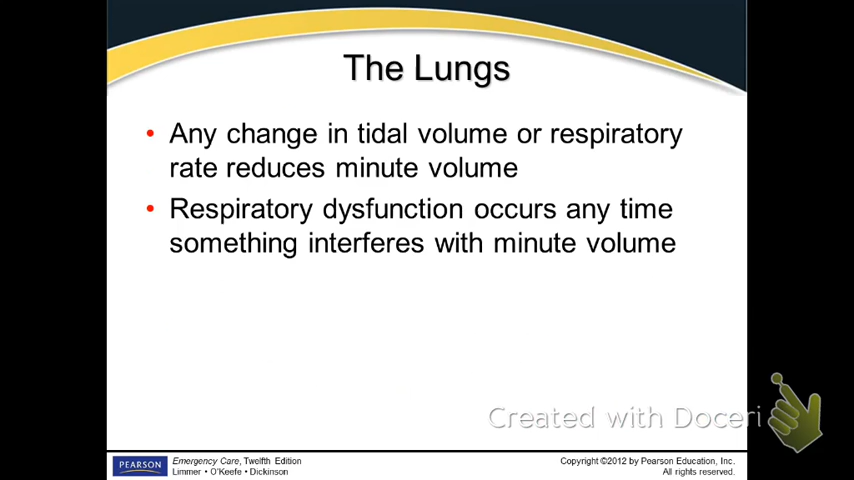 The Lungs
• Any change in tidal volume or respiratory
rate reduces minute volume
• Respiratory dysfunction occurs any time
something interferes with minute volume
Created with Doceri
PEARSON
Emergency Care, Twelfth Edition
Limmer • O'Keefe • Dickinson
Copyright ©2012 by Pearson Education, Inc.
All rights reserved.